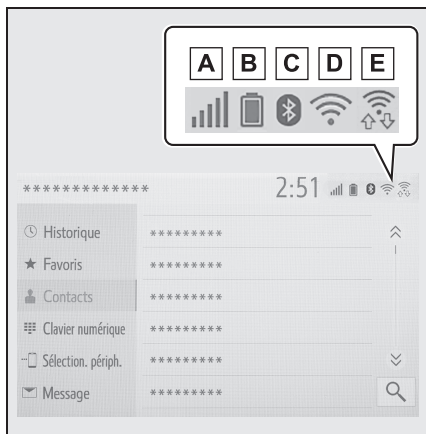 A B C D E
************* 2:51
Historique *********
Favoris *********
Contacts *********
Clavier numérique *********
Sélection. périph. *********
Message *********